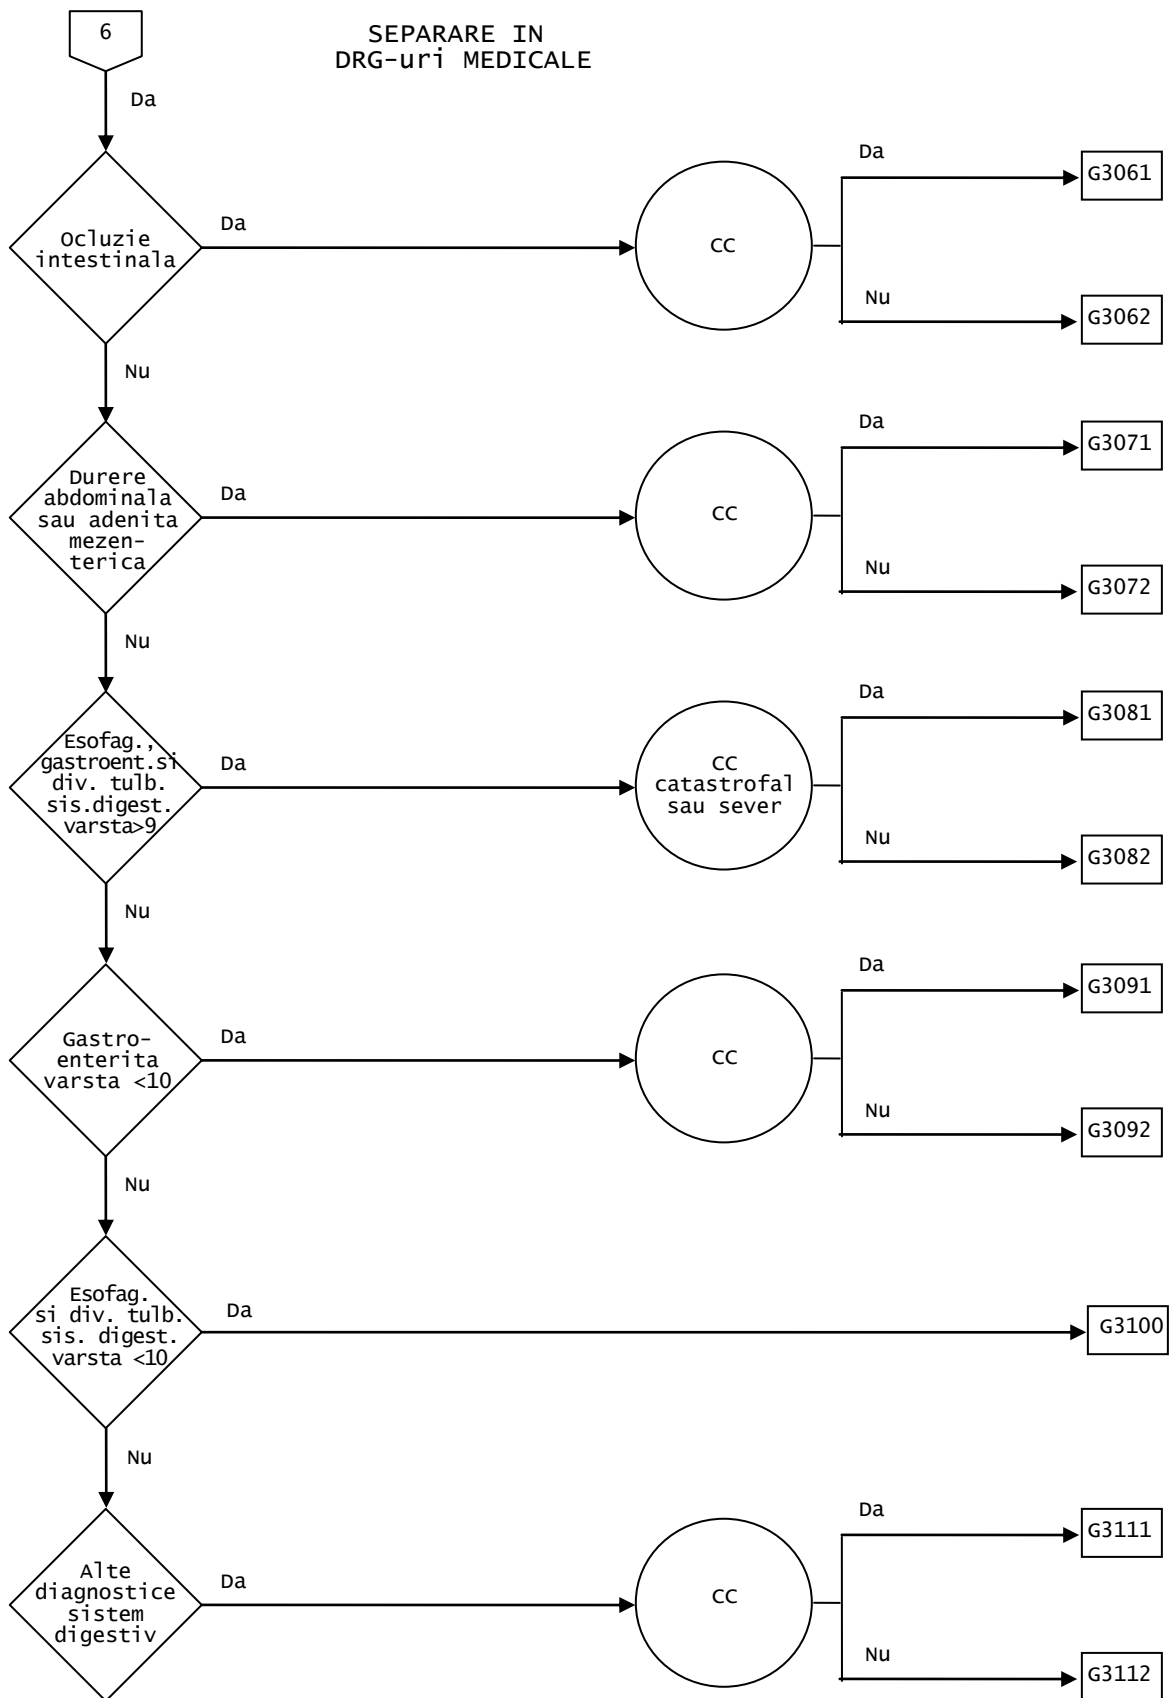 6
SEPARARE IN
DRG-uri MEDICALE
Da
Ocluzie
intestinala
Da
CC
Da
G3061
Nu
G3062
Nu
Durere
abdominala
sau adenita
mezen-
terica
Da
CC
Da
G3071
Nu
G3072
Nu
Esofag.,
gastroent.si
div. tulb.
sis.digest.
varsta>9
Da
CC
catastrofal
sau sever
Da
G3081
Nu
G3082
Nu
Gastro-
enterita
varsta <10
Da
CC
Da
G3091
Nu
G3092
Nu
Esofag.
si div. tulb.
sis. digest.
varsta <10
Da
G3100
Nu
Alte
diagnostice
sistem
digestiv
Da
CC
Da
G3111
Nu
G3112